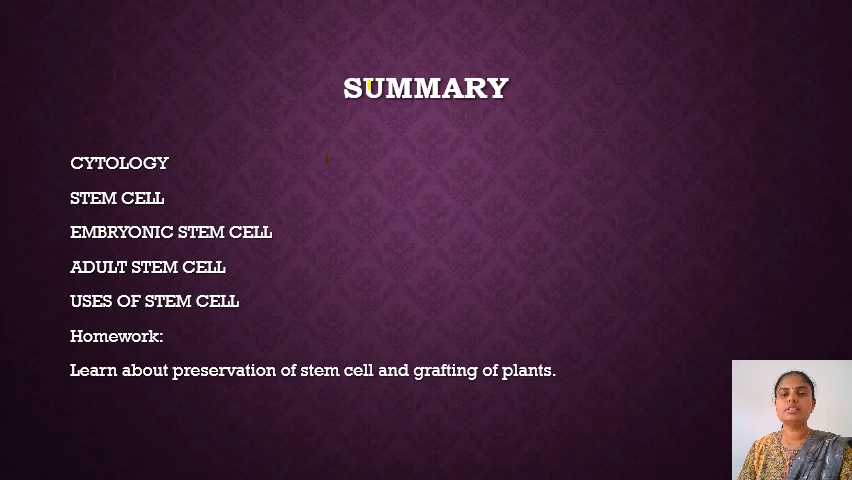 SUMMARY
CYTOLOGY
STEM CELL
EMBRYONIC STEM CELL
ADULT STEM CELL
USES OF STEM CELL
Homework:
Learn about preservation of stem cell and grafting of plants.